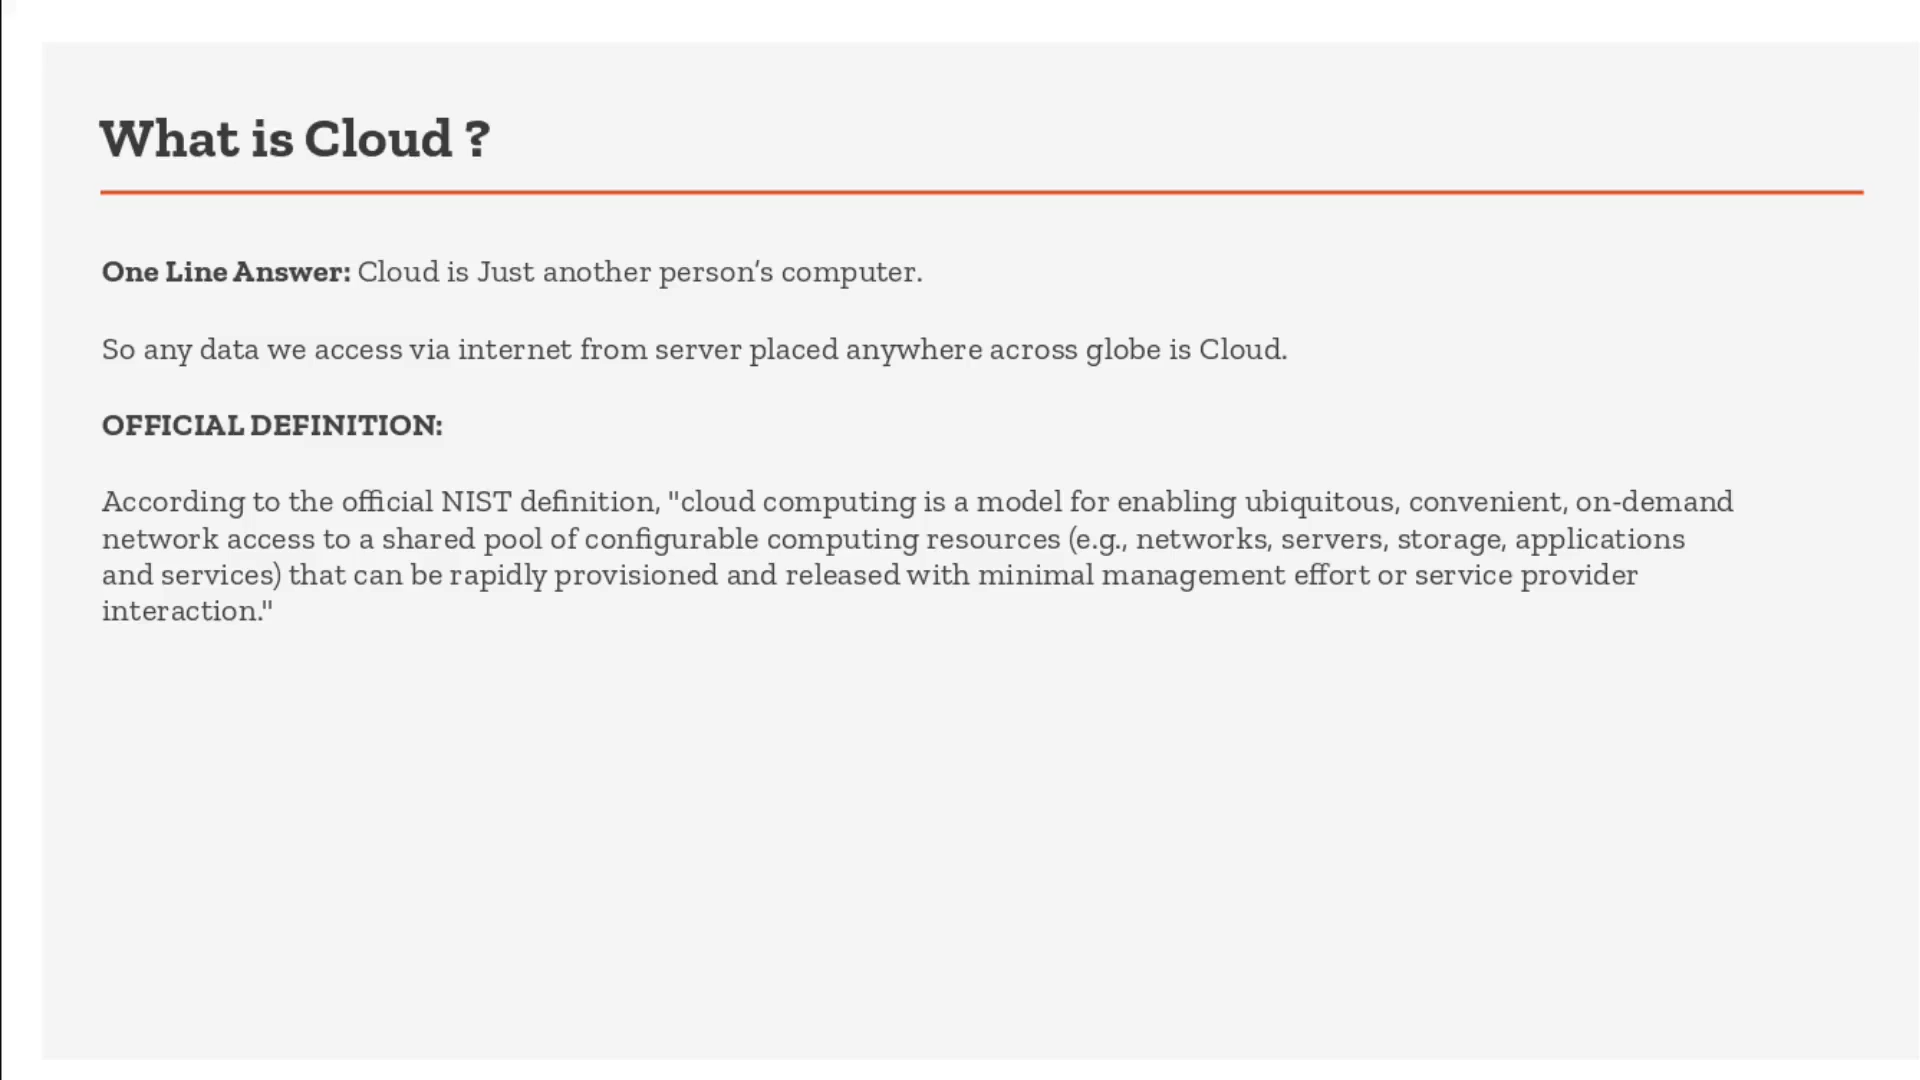 What is Cloud ?
One Line Answer: Cloud is Just another person’s computer.
So any data we access via internet from server placed anywhere across globe is Cloud.
OFFICIAL DEFINITION:
According to the official NIST definition, "cloud computing is a model for enabling ubiquitous, convenient, on-demand
network access to a shared pool of configurable computing resources (e.g., networks, servers, storage, applications
and services) that can be rapidly provisioned and released with minimal management effort or service provider
interaction."